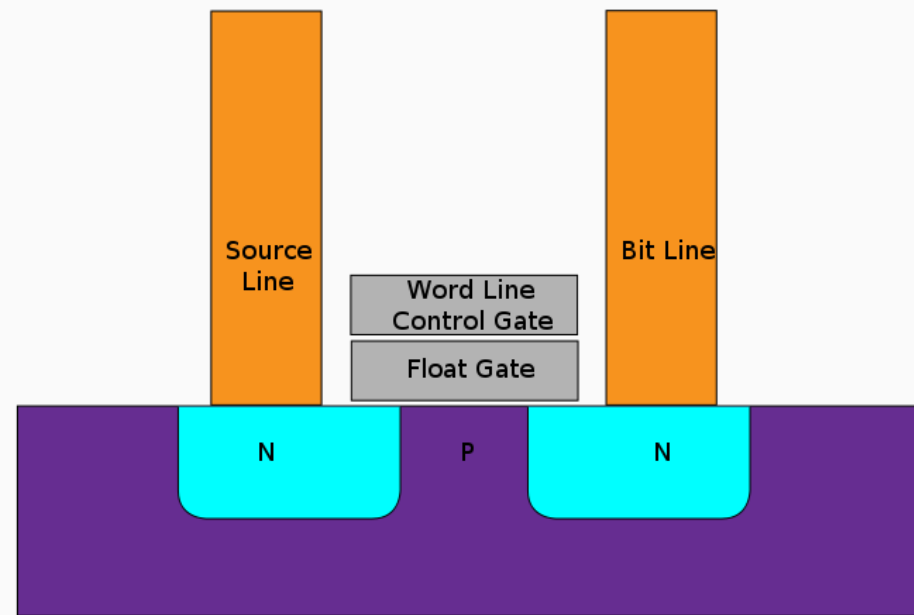 Source
Line
Bit Line
Word Line
Control Gate
Float Gate
N
P
N